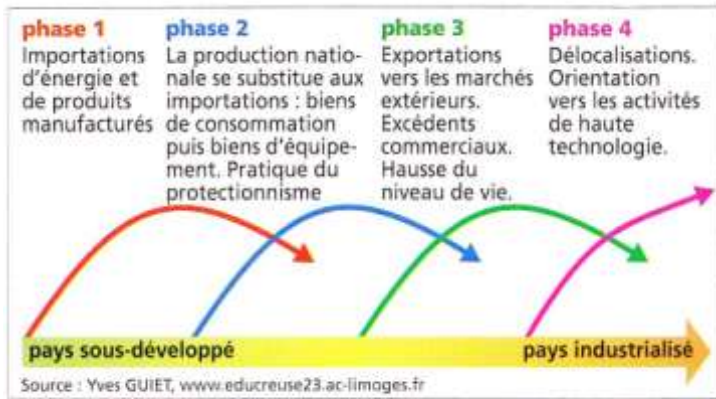 phase 1
Importations
d'énergie et
de produits
manufacturés
phase 2
La production natio-
nale se substitue aux
importations : biens
de consommation
puis biens d'équipe-
ment. Pratique du
protectionnisme
phase 3
Exportations
vers les marchés
extérieurs.
Excédents
commerciaux.
Hausse du
niveau de vie.
phase 4
Délocalisations.
Orientation
vers les activités
de haute
technologie.
pays sous-développé
pays industrialisé
Source : Yves GUIET, www.educreuse23.ac-limoges.fr